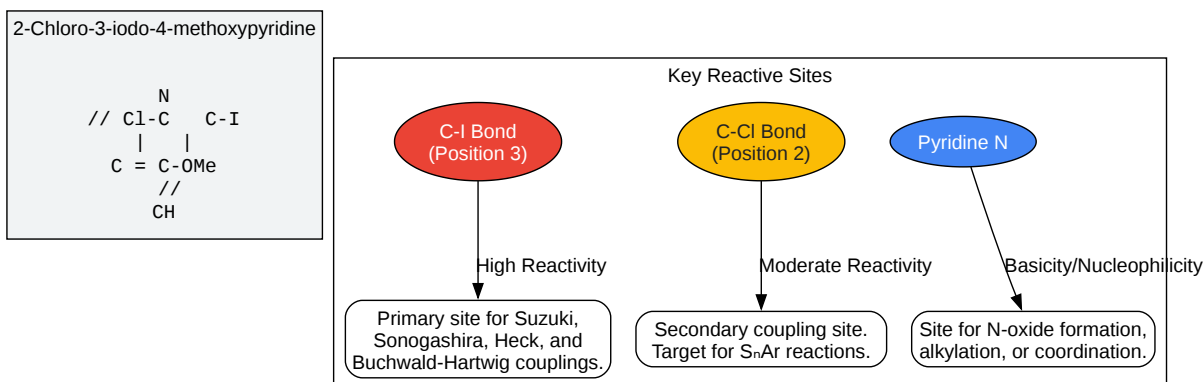 2-Chloro-3-iodo-4-methoxypyridine
N
// Cl-C   C-I
|   |
C = C-OMe
//
CH
Key Reactive Sites
C-I Bond
(Position 3)
C-Cl Bond
(Position 2)
Pyridine N
High Reactivity
Moderate Reactivity
Basicity/Nucleophilicity
Primary site for Suzuki,
Sonogashira, Heck, and
Buchwald-Hartwig couplings.
Secondary coupling site.
Target for SₙAr reactions.
Site for N-oxide formation,
alkylation, or coordination.